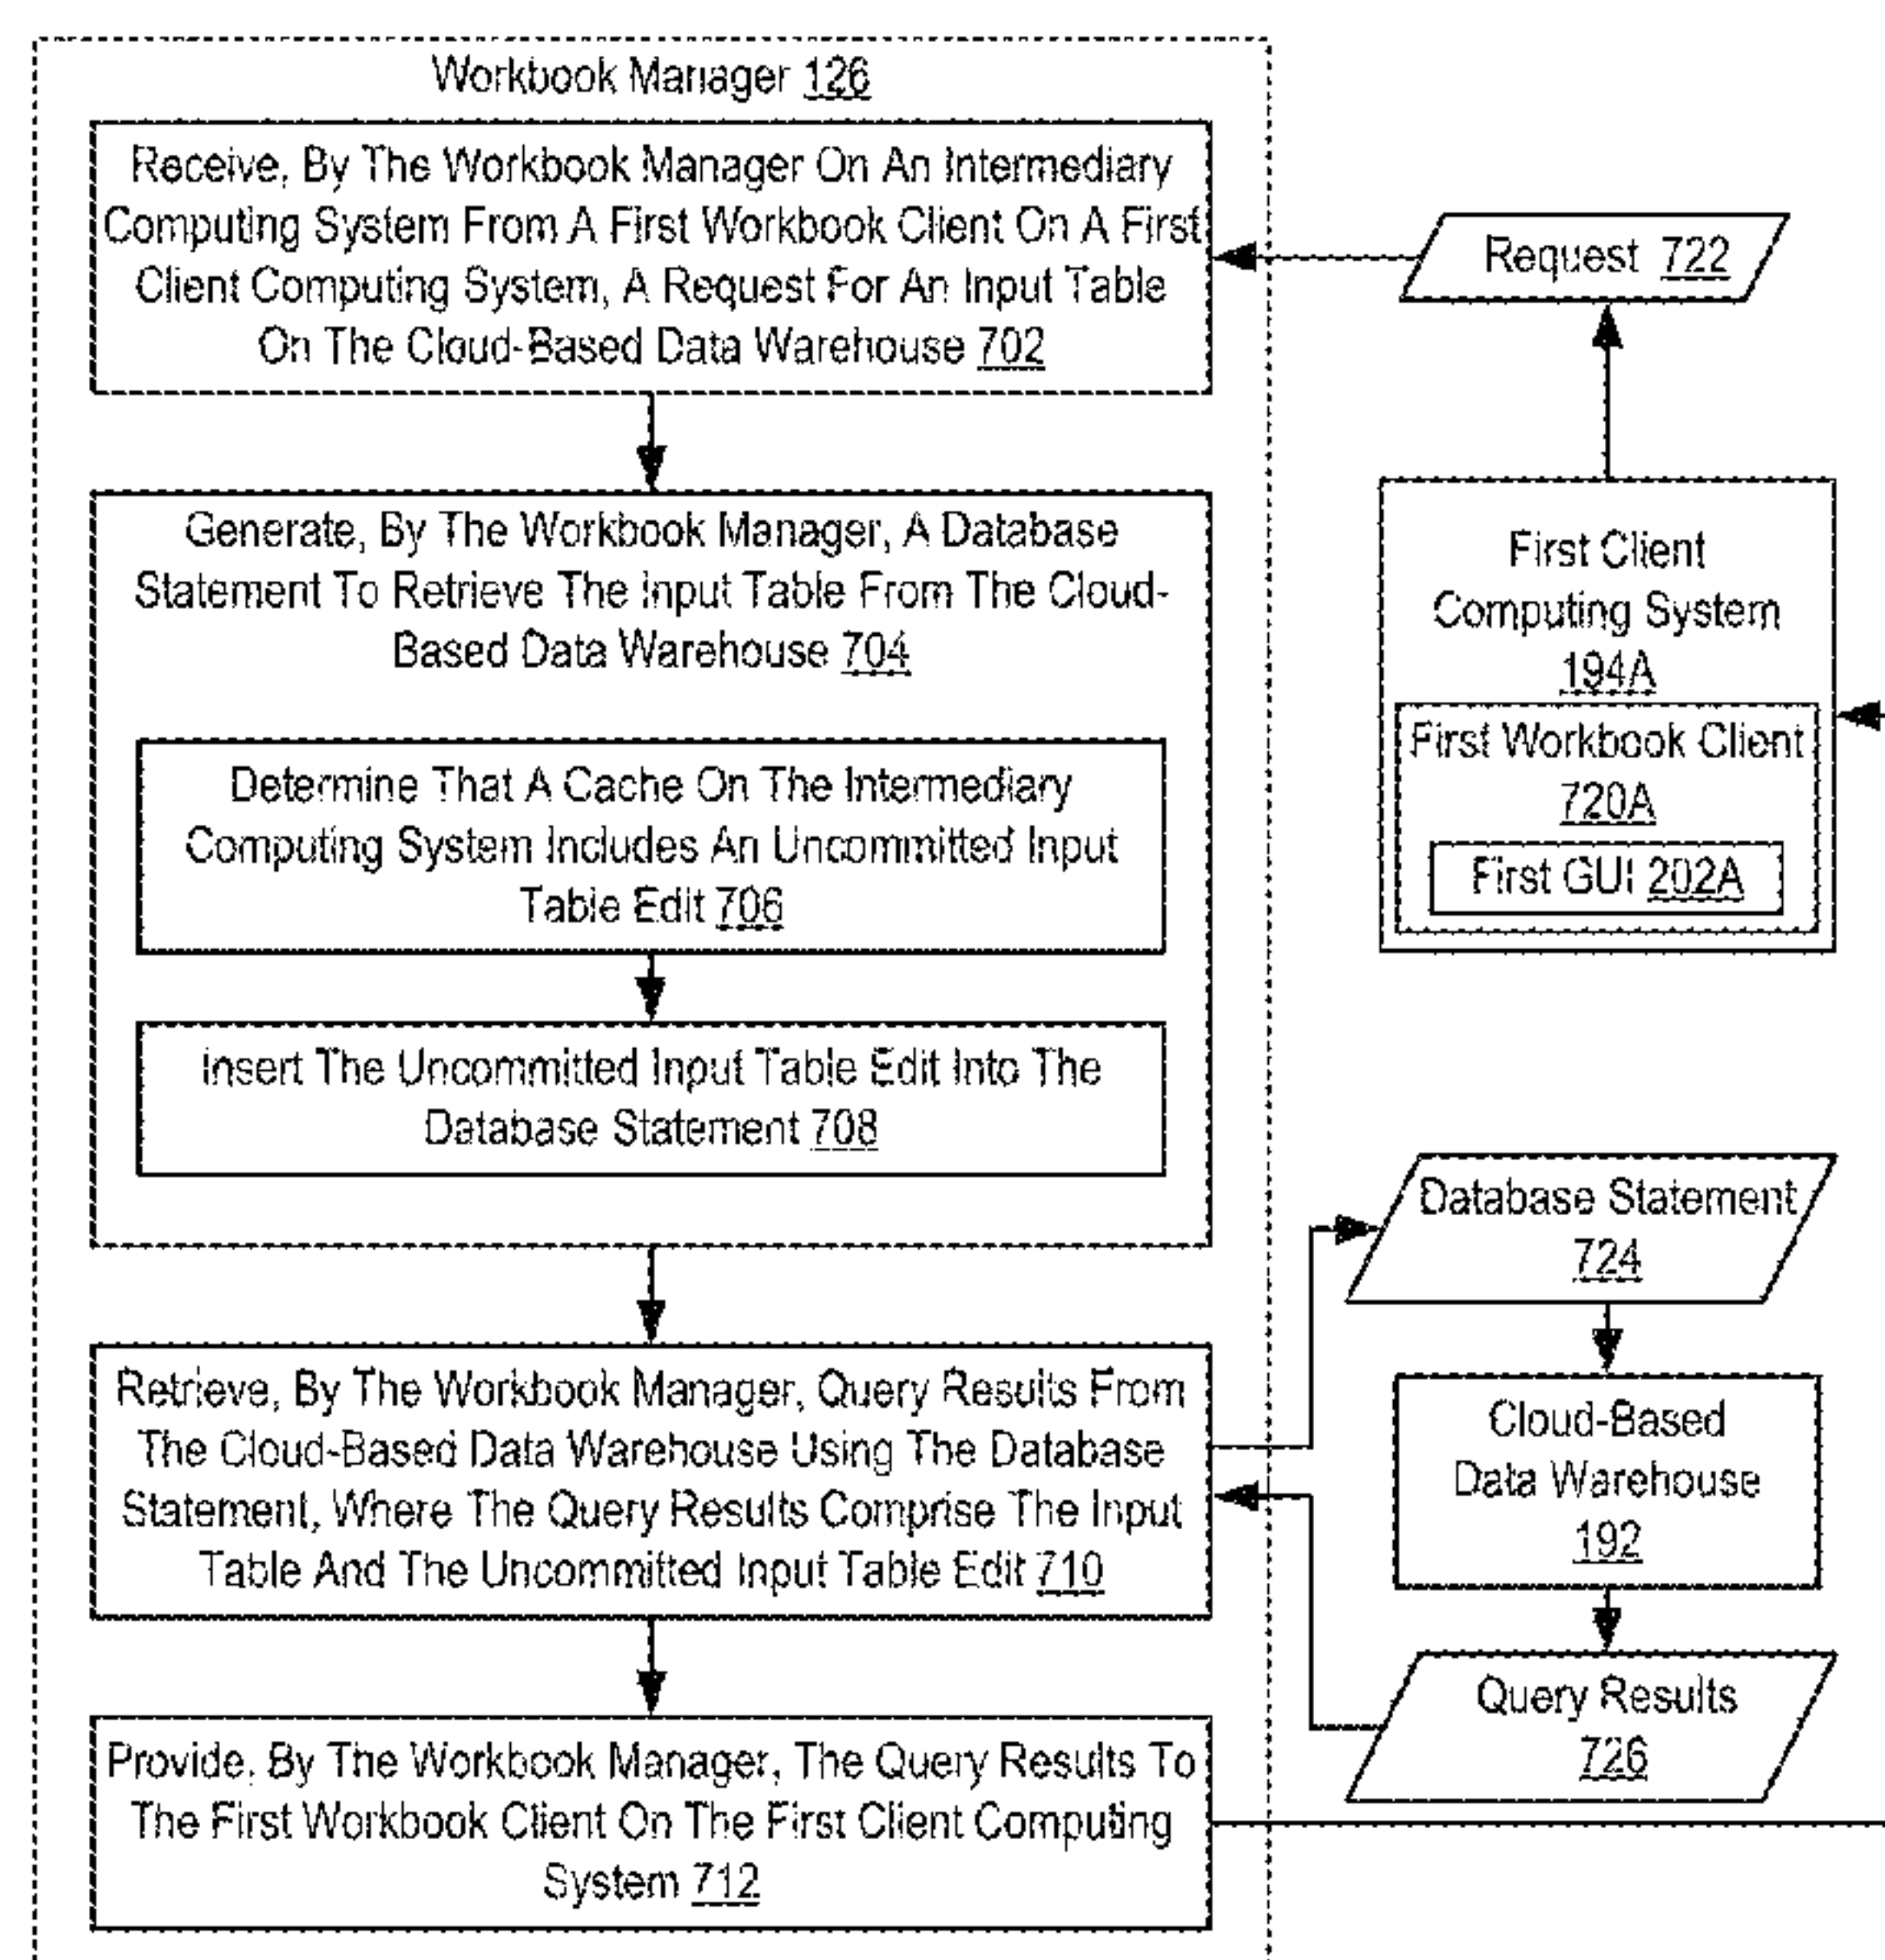 Workbook Manager 126
Receive, By The Workbook Manager On An Intermediary
Computing System From A First Workbook Client On A First
Client Computing System, A Request For An Input Table
On The Cloud-Based Data Warehouse 702
Request 722
Generate, By The Workbook Manager, A Database
Statement To Retrieve The Input Table From The Cloud-
Based Data Warehouse 704
First Client
Computing System
194A
First Workbook Client
720A
First GUI 202A
Determine That A Cache On The Intermediary
Computing System Includes An Uncommitted Input
Table Edit 706
Insert The Uncommitted Input Table Edit Into The
Database Statement 708
Database Statement
724
Retrieve, By The Workbook Manager, Query Results From
The Cloud-Based Data Warehouse Using The Database
Statement, Where The Query Results Comprise The Input
Table And The Uncommitted Input Table Edit 710
Cloud-Based
Data Warehouse
192
Query Results
726
Provide, By The Workbook Manager, The Query Results To
The First Workbook Client On The First Client Computing
System 712